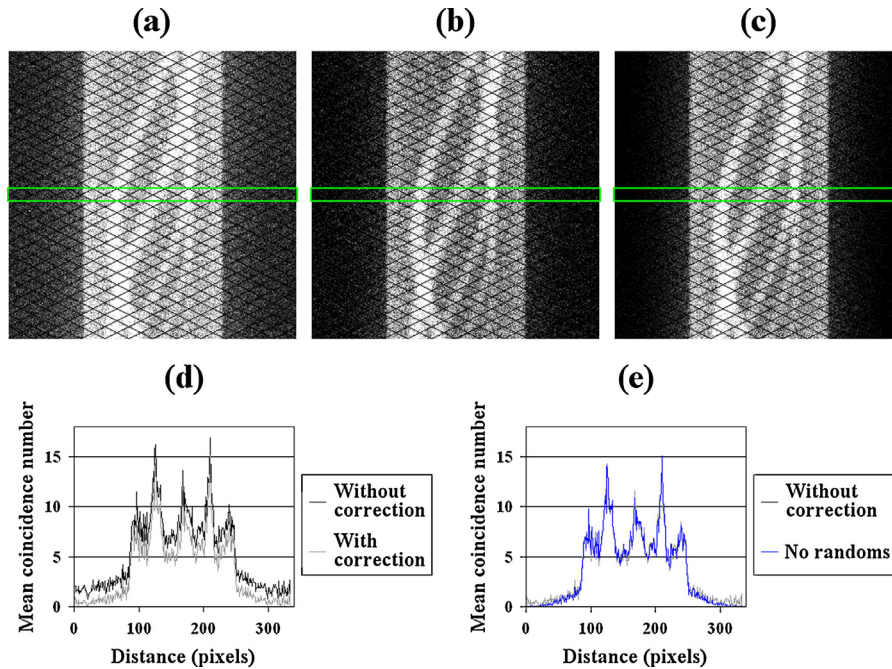 (a) (b) (c)
(d) (e)
Mean coincidence number
15
10
5
0
0 100 200 300
Distance (pixels)
Without
correction
With
correction
Mean coincidence number
15
10
5
0
0 100 200 300
Distance (pixels)
Without
correction
No randoms